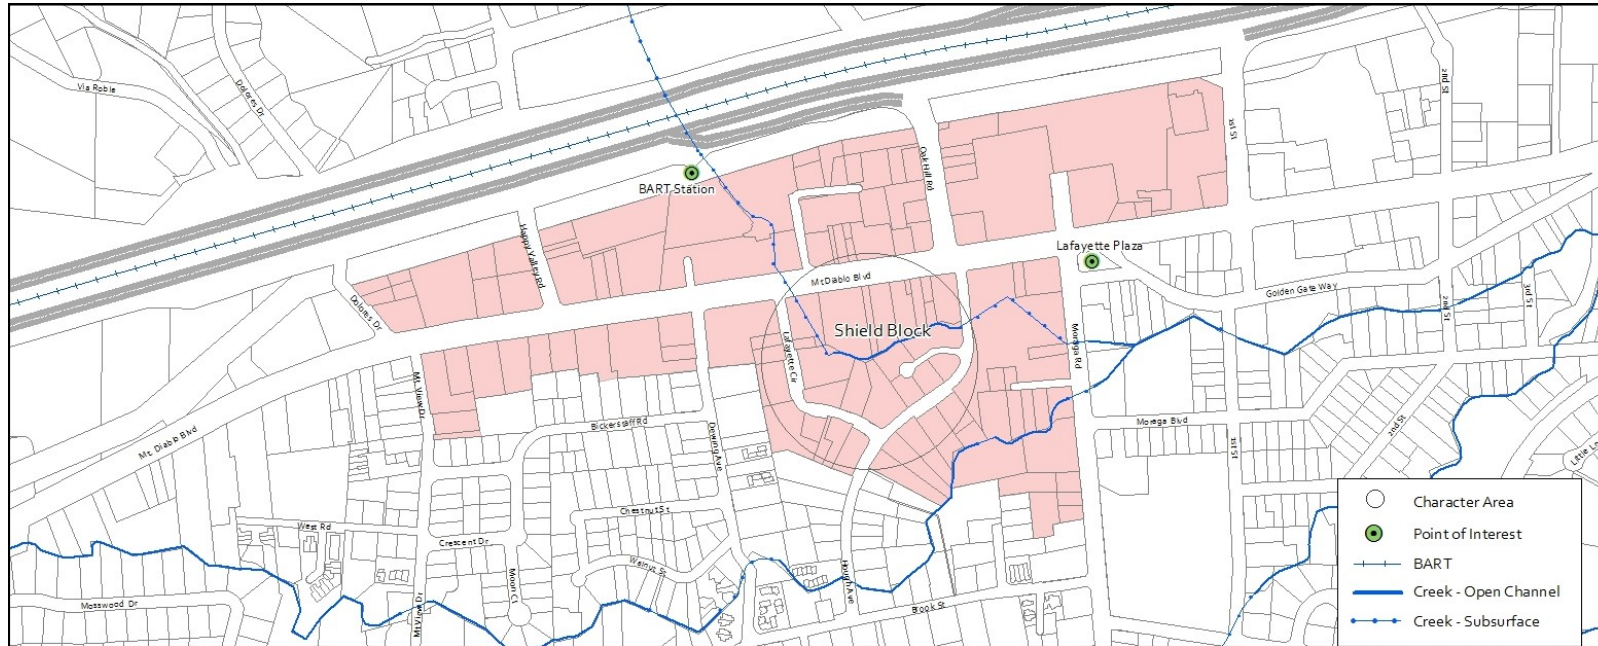 Via Roble
Dolores Dr
2nd St
1st St
Oak Hill Rd
BART Station
Happy Valley Rd
Lafayette Plaza
Mt Diablo Blvd
Golden Gate Way
Dolores Dr
2nd St
3rd St
Shield Block
Lafayette Cir
Moraga Rd
Mt. View Dr
Mt. Diablo Blvd
Bickerstaff Rd
Dewing Ave
Moraga Blvd
1st St
2nd St
Chestnut St
West Rd
Crescent Dr
Walnut St
Moon Ct
Hough Ave
Mosswood Dr
Mt View Dr
Brook St
Character Area
Point of Interest
BART
Creek - Open Channel
Creek - Subsurface